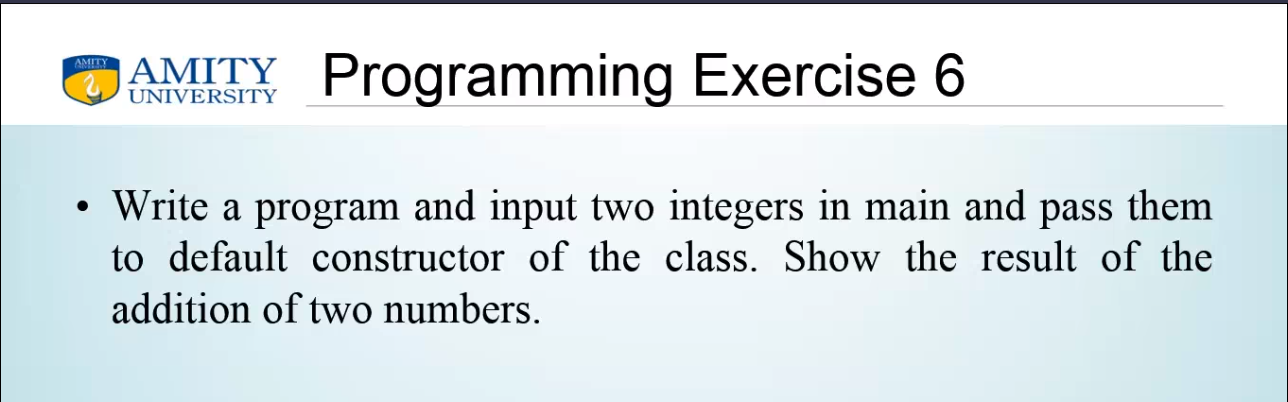 AMITY
AMITY
UNIVERSITY
Programming Exercise 6
• Write a program and input two integers in main and pass them
to default constructor of the class. Show the result of the
addition of two numbers.